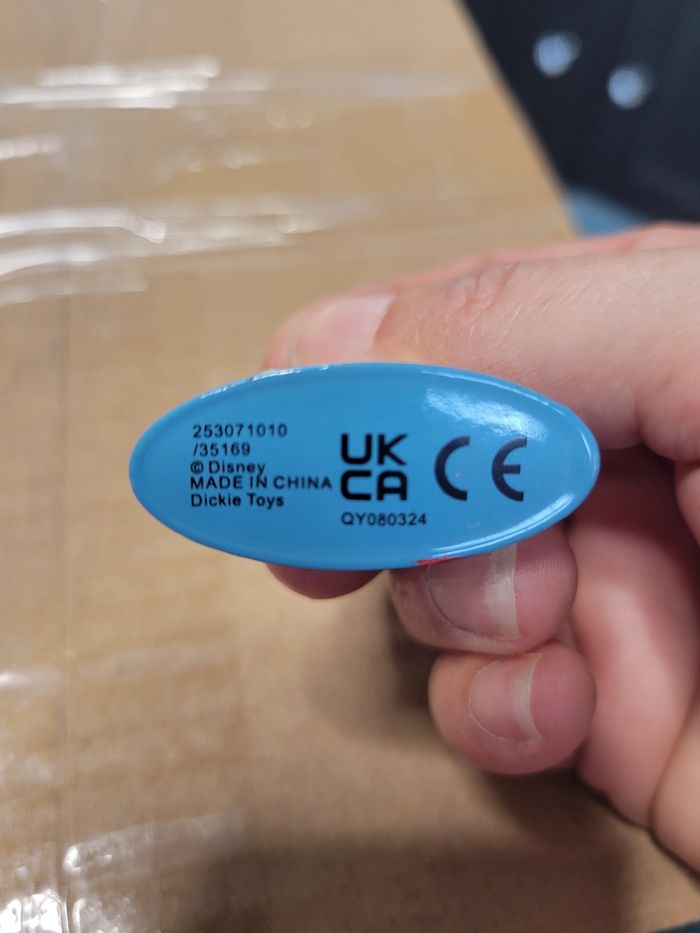 253071010
/35169
© Disney
MADE IN CHINA
Dickie Toys
UK
CA
CE
QY080324